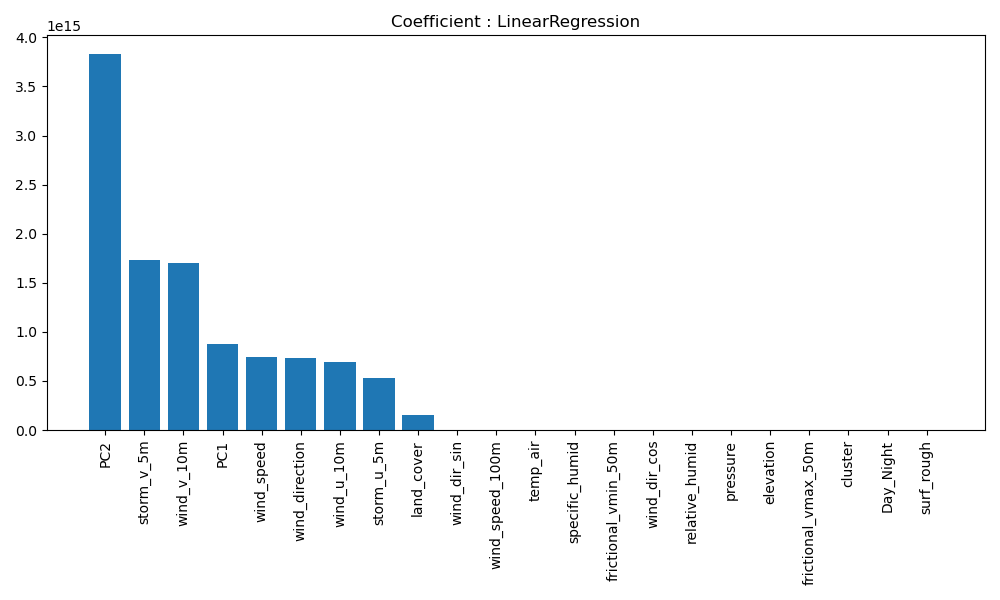 Coefficient : LinearRegression
1e15
4.0
3.5
3.0
2.5
2.0
1.5
1.0
0.5
0.0
PC2
storm_v_5m
wind_v_10m
PC1
wind_speed
wind_direction
wind_u_10m
storm_u_5m
land_cover
wind_dir_sin
wind_speed_100m
temp_air
specific_humid
frictional_vmin_50m
wind_dir_cos
relative_humid
pressure
elevation
frictional_vmax_50m
cluster
Day_Night
surf_rough